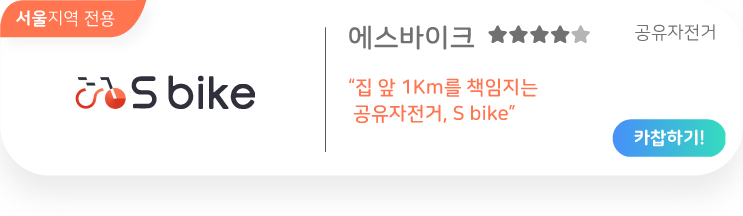 서울지역 전용
에스바이크
공유자전거
S bike
“집 앞 1Km를 책임지는
공유자전거, S bike”
카찹하기!